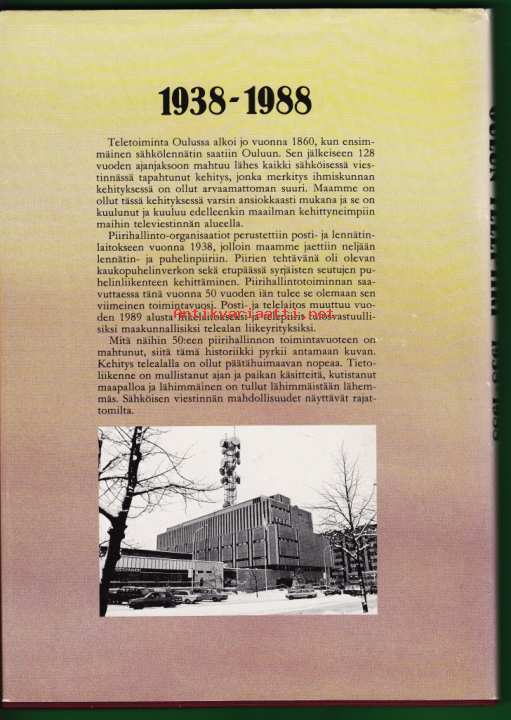 1938-1988
Teletoiminta Oulussa alkoi jo vuonna 1860, kun ensim-
mäinen sähkölennätin saatiin Ouluun. Sen jälkeiseen 128
vuoden ajanjaksoon mahtuu lähes kaikki sähköisessä vies-
tinnässä tapahtunut kehitys, jonka merkitys ihmiskunnan
kehityksessä on ollut arvaamattoman suuri. Maamme on
ollut tässä kehityksessä varsin ansiokkaasti mukana ja se on
kuulunut ja kuuluu edelleenkin maailman kehittyneimpiin
maihin televiestinnän alueella.
Piirihallinto-organisaatiot perustettiin posti- ja lennätin-
laitokseen vuonna 1938, jolloin maamme jaettiin neljään
lennätin- ja puhelinpiiriin. Piirien tehtävänä oli olevan
kaukopuhelinverkon sekä etupäässä syrjäisten seutujen pu-
helinliikenteen kehittäminen. Piirihallintotoiminnan saa-
vuttaessa tänä vuonna 50 vuoden iän tulee se olemaan sen
viimeinen toimintavuosi. Posti- ja telelaitos muuttuu vuo-
den 1989 alusta liikelaitokseksi ja telepiirit tulosvastuulli-
siksi maakunnallisiksi telealan liikeyrityksiksi.
Mitä näihin 50:een piirihallinnon toimintavuoteen on
mahtunut, siitä tämä historiikki pyrkii antamaan kuvan.
Kehitys telealalla on ollut päätähuimaavan nopeaa. Tieto-
liikenne on mullistanut ajan ja paikan käsitteitä, kutistanut
maapalloa ja lähimmäinen on tullut lähimmäistään lähem-
mäs. Sähköisen viestinnän mahdollisuudet näyttävät rajat-
tomilta.
Antikvariaatti.net